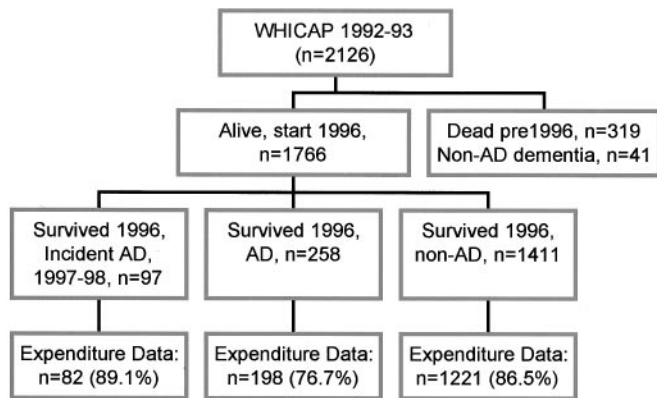 WHICAP 1992-93
(n=2126)
Alive, start 1996,
n=1766
Dead pre1996, n=319
Non-AD dementia, n=41
Survived 1996,
Incident AD,
1997-98, n=97
Survived 1996,
AD, n=258
Survived 1996,
non-AD, n=1411
Expenditure Data:
n=82 (89.1%)
Expenditure Data:
n=198 (76.7%)
Expenditure Data:
n=1221 (86.5%)